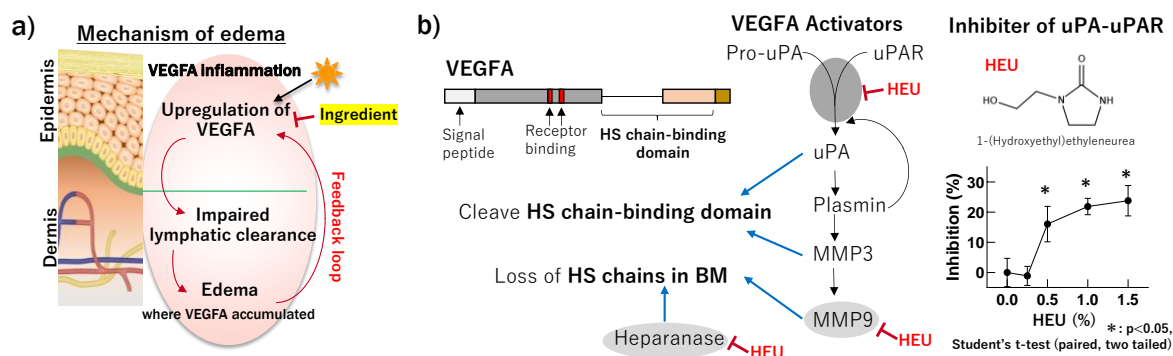 a)
Mechanism of edema
Epidermis
Dermis
VEGFA Inflammation
Upregulation of
VEGFA
Ingredient
Impaired
lymphatic clearance
Feedback loop
Edema
where VEGFA accumulated
b)
VEGFA
Signal
peptide
Receptor
binding
HS chain-binding
domain
VEGFA Activators
Pro-uPA
uPAR
HEU
uPA
Plasmin
Cleave HS chain-binding domain
MMP3
Loss of HS chains in BM
MMP9
HEU
Heparanase
HEU
Inhibiter of uPA-uPAR
HEU
O
HO
N
NH
1-(Hydroxyethyl)ethyleneurea
Inhibition (%)
30
20
10
0
* * *
0.0 0.5 0.5 1.0 1.5
HEU (%)
*: p<0.05,
Student's t-test (paired, two tailed)